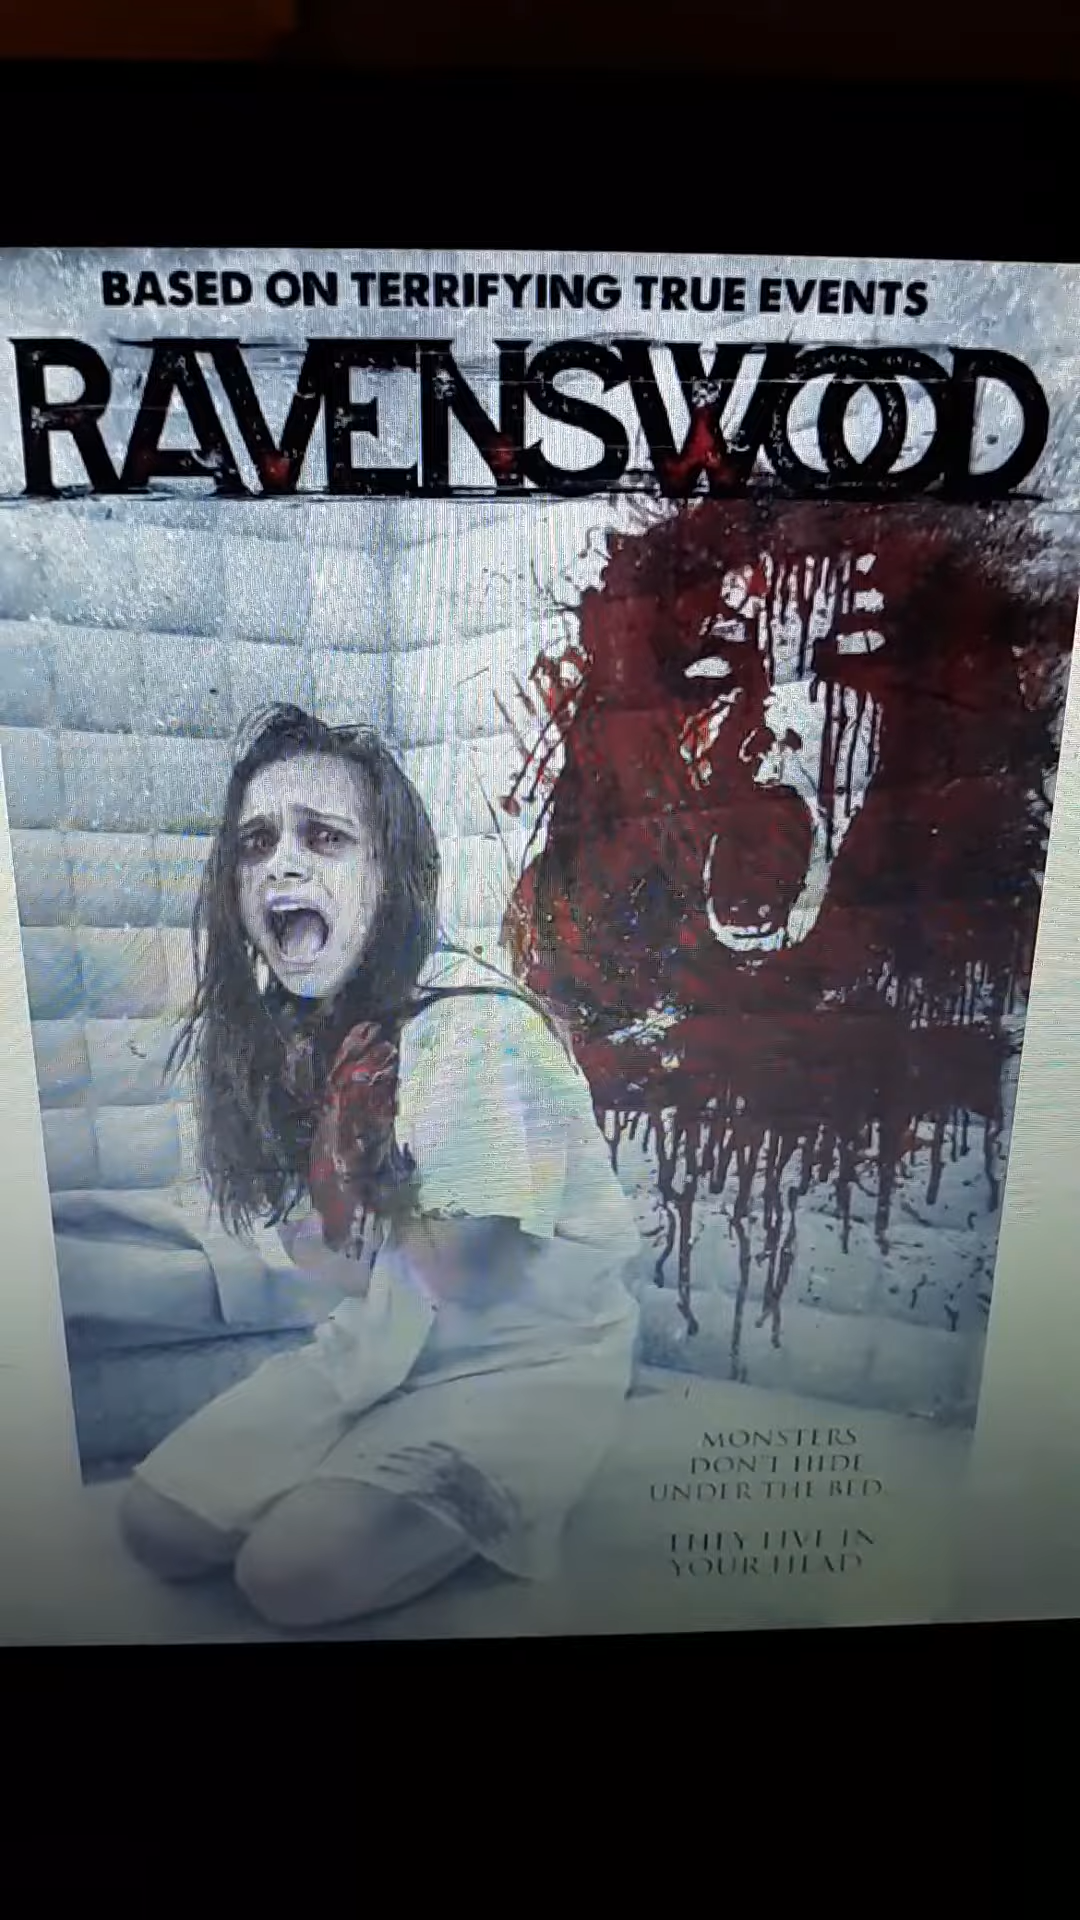 BASED ON TERRIFYING TRUE EVENTS
RAVENSWOOD
MONSTERS
DON'T HIDE
UNDER THE BED.
THEY LIVE IN
YOUR HEAD